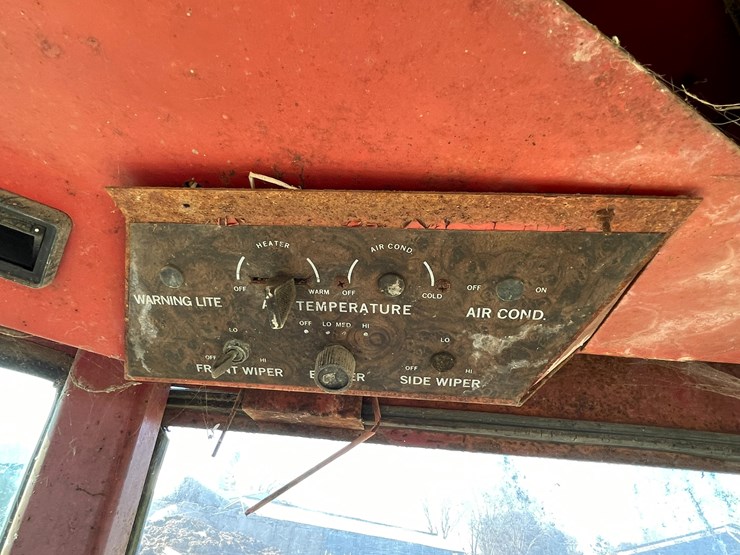 HEATER
AIR COND.
OFF WARM OFF COLD OFF ON
WARNING LITE TEMPERATURE AIR COND.
OFF LO MED. HI
LO LO
OFF HI OFF HI
WIPER SIDE WIPER